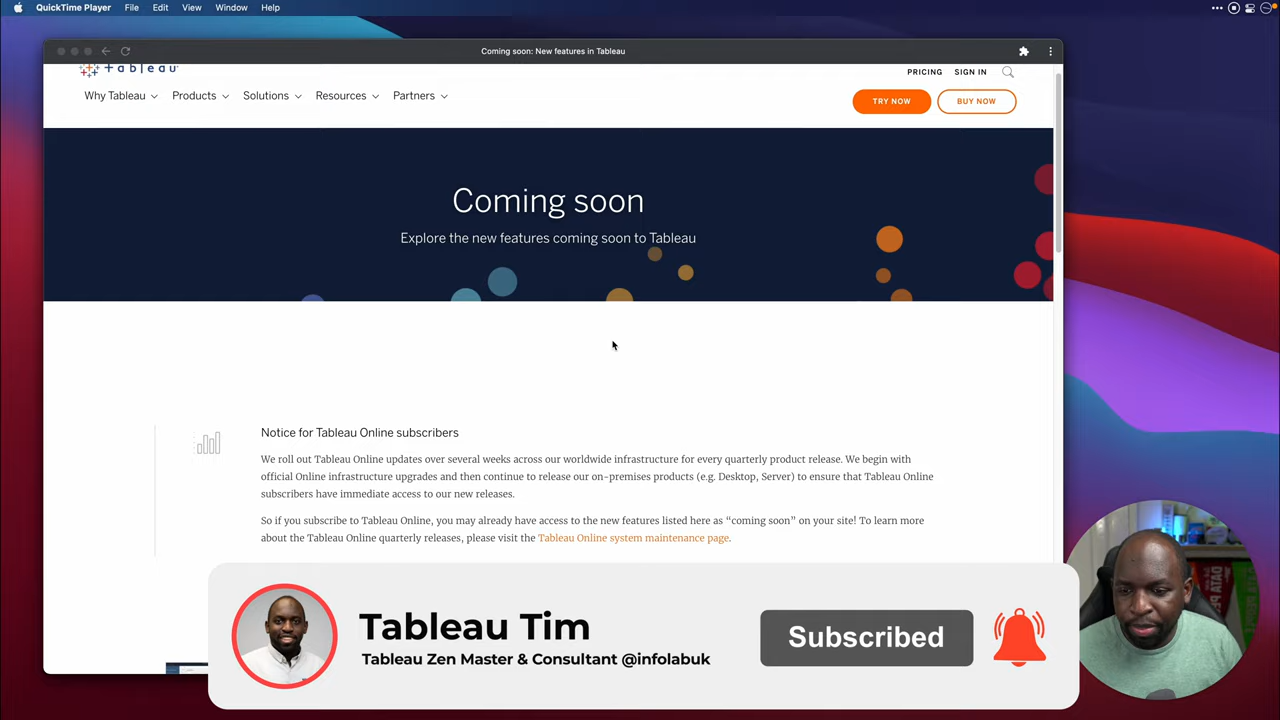 QuickTime Player File Edit View Window Help
Coming soon: New features in Tableau
tableau
PRICING SIGN IN
Why Tableau Products Solutions Resources Partners
TRY NOW BUY NOW
Coming soon
Explore the new features coming soon to Tableau
Notice for Tableau Online subscribers
We roll out Tableau Online updates over several weeks across our worldwide infrastructure for every quarterly product release. We begin with
official Online infrastructure upgrades and then continue to release our on-premises products (e.g. Desktop, Server) to ensure that Tableau Online
subscribers have immediate access to our new releases.
So if you subscribe to Tableau Online, you may already have access to the new features listed here as “coming soon” on your site! To learn more
about the Tableau Online quarterly releases, please visit the Tableau Online system maintenance page.
Tableau Tim
Tableau Zen Master & Consultant @infolabuk
Subscribed